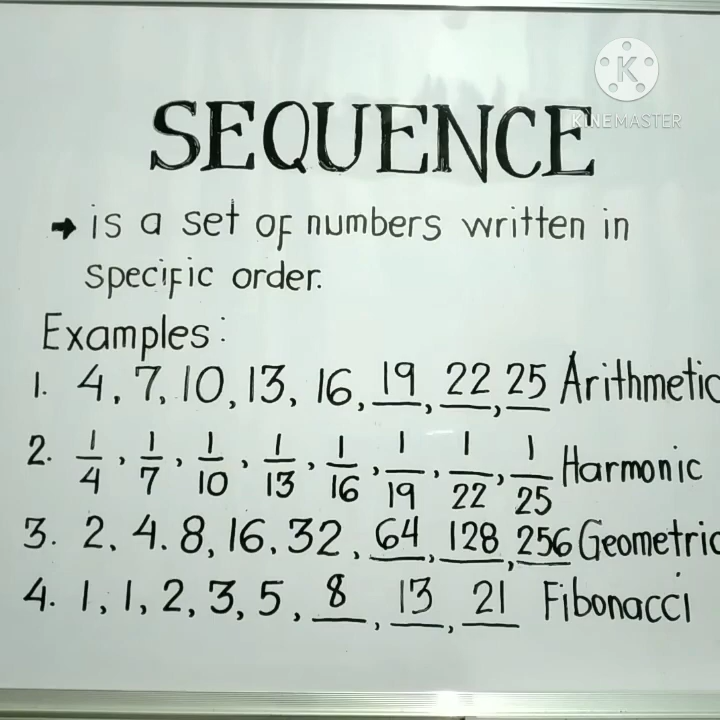 K
KINEMASTER
SEQUENCE
→ is a set of numbers written in
specific order.
Examples:
1. 4, 7, 10, 13, 16, 19, 22, 25 Arithmetic
2. 1/4, 1/7, 1/10, 1/13, 1/16, 1/19, 1/22, 1/25 Harmonic
3. 2, 4. 8, 16, 32, 64, 128, 256 Geometric
4. 1, 1, 2, 3, 5, 8, 13, 21 Fibonacci